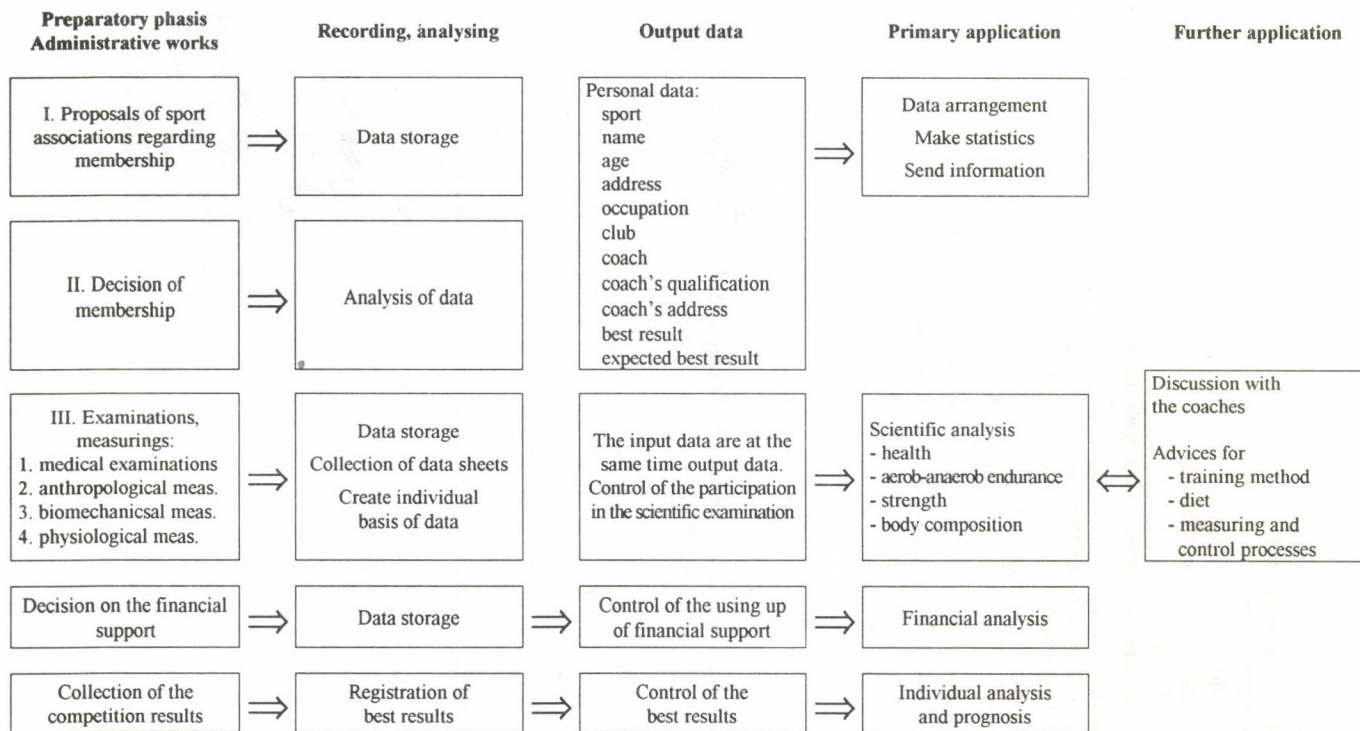 Preparatory phasis
Administrative works
Recording, analysing
Output data
Primary application
Further application
I. Proposals of sport
associations regarding
membership
Data storage
Personal data:
sport
name
age
address
occupation
club
coach
coach's qualification
coach's address
best result
expected best result
Data arrangement
Make statistics
Send information
II. Decision of
membership
Analysis of data
III. Examinations,
measurings:
1. medical examinations
2. anthropological meas.
3. biomechanicsal meas.
4. physiological meas.
Data storage
Collection of data sheets
Create individual
basis of data
The input data are at the
same time output data.
Control of the participation
in the scientific examination
Scientific analysis
- health
- aerob-anaerob endurance
- strength
- body composition
Discussion with
the coaches
Advices for
- training method
- diet
- measuring and
control processes
Decision on the financial
support
Data storage
Control of the using up
of financial support
Financial analysis
Collection of the
competition results
Registration of
best results
Control of the
best results
Individual analysis
and prognosis